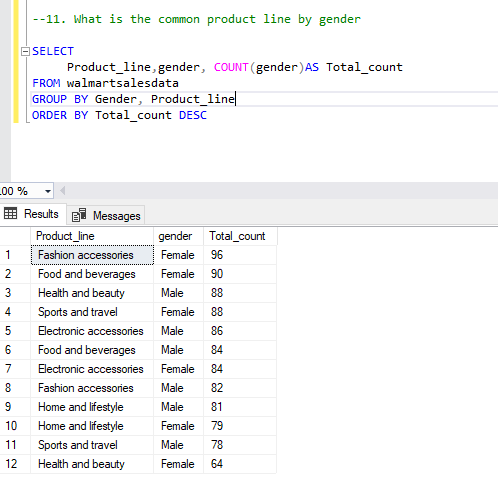 --11. What is the common product line by gender
SELECT
Product_line,gender, COUNT(gender)AS Total_count
FROM walmartsalesdata
GROUP BY Gender, Product_line
ORDER BY Total_count DESC
.00 %
Results Messages
Product_line gender Total_count
1 Fashion accessories Female 96
2 Food and beverages Female 90
3 Health and beauty Male 88
4 Sports and travel Female 88
5 Electronic accessories Male 86
6 Food and beverages Male 84
7 Electronic accessories Female 84
8 Fashion accessories Male 82
9 Home and lifestyle Male 81
10 Home and lifestyle Female 79
11 Sports and travel Male 78
12 Health and beauty Female 64